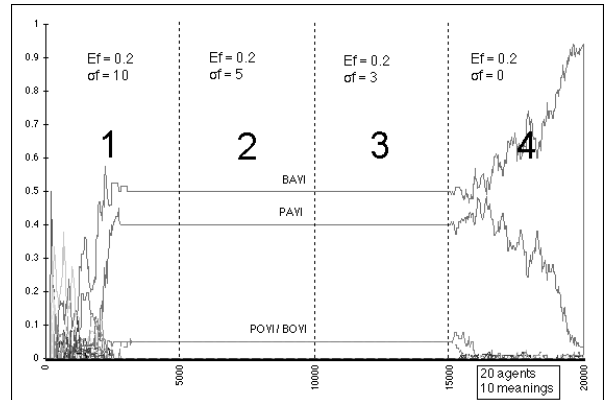 1
0.9
0.8
0.7
0.6
0.5
0.4
0.3
0.2
0.1
0
Ef = 0.2
σf = 10
Ef = 0.2
σf = 5
Ef = 0.2
σf = 3
Ef = 0.2
σf = 0
1
2
3
4
BAYI
PAYI
POYI / BOYI
0
5000
10000
15000
20000
20 agents
10 meanings